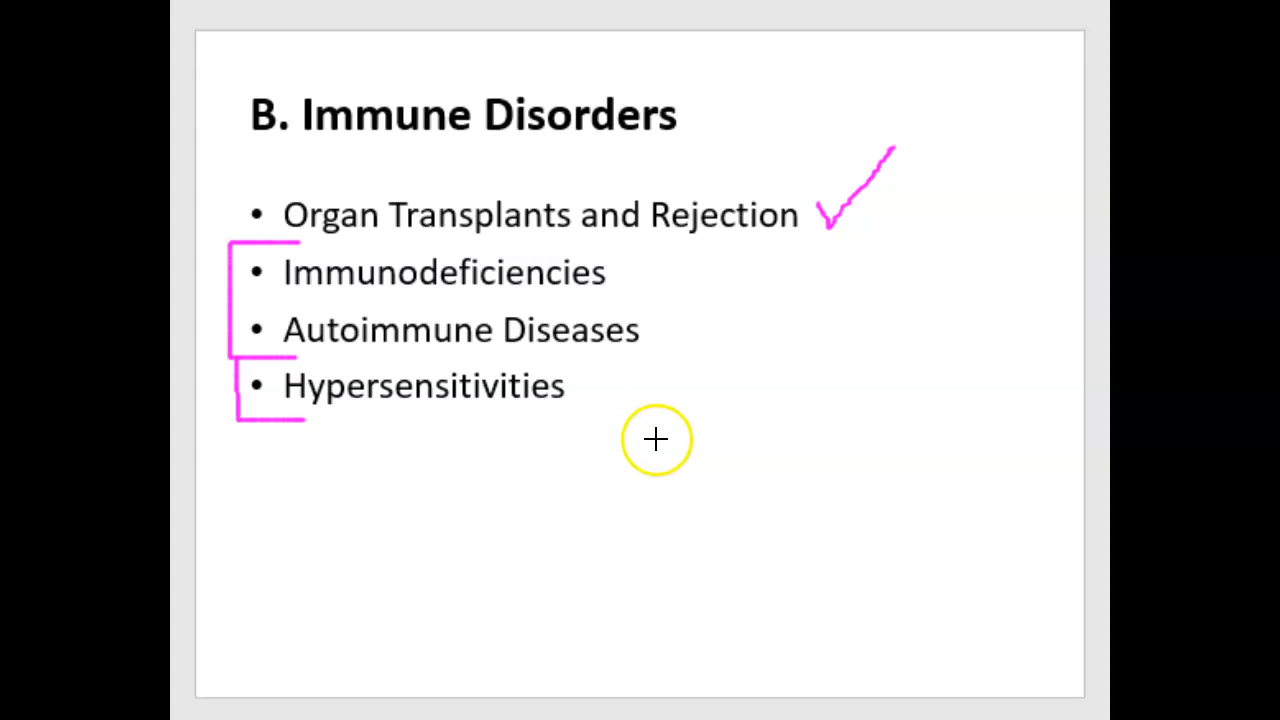 B. Immune Disorders
• Organ Transplants and Rejection
• Immunodeficiencies
• Autoimmune Diseases
• Hypersensitivities